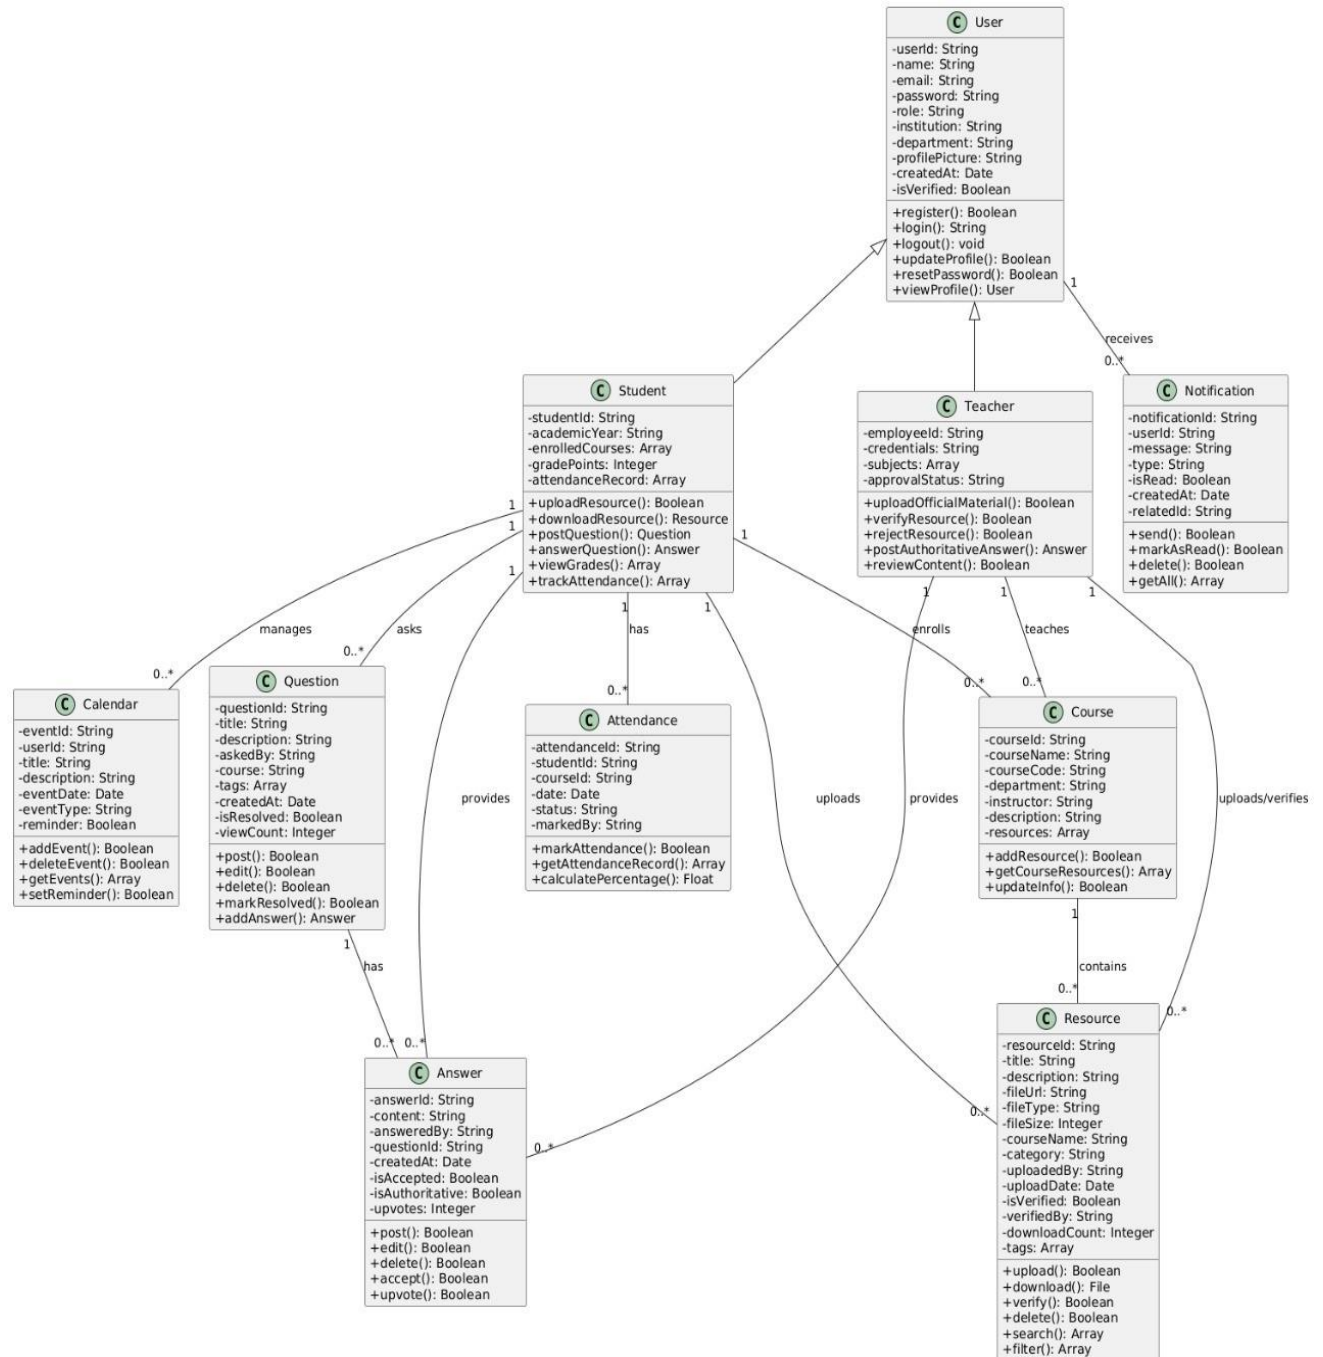 C User
-userId: String
-name: String
-email: String
-password: String
-role: String
-institution: String
-department: String
-profilePicture: String
-createdAt: Date
-isVerified: Boolean
+register(): Boolean
+login(): String
+logout(): void
+updateProfile(): Boolean
+resetPassword(): Boolean
+viewProfile(): User
1
receives
0..*
C Student
-studentId: String
-academicYear: String
-enrolledCourses: Array
-gradePoints: Integer
-attendanceRecord: Array
+uploadResource(): Boolean
+downloadResource(): Resource
+postQuestion(): Question
+answerQuestion(): Answer
+viewGrades(): Array
+trackAttendance(): Array
C Teacher
-employeeId: String
-credentials: String
-subjects: Array
-approvalStatus: String
+uploadOfficialMaterial(): Boolean
+verifyResource(): Boolean
+rejectResource(): Boolean
+postAuthoritativeAnswer(): Answer
+reviewContent(): Boolean
C Notification
-notificationId: String
-userId: String
-message: String
-type: String
-isRead: Boolean
-createdAt: Date
-relatedId: String
+send(): Boolean
+markAsRead(): Boolean
+delete(): Boolean
+getAll(): Array
1
1
1
1
1
1
1
1
1
manages
asks
has
enrolls
teaches
0..*
0..*
0..*
0..*
0..*
C Calendar
-eventId: String
-userId: String
-title: String
-description: String
-eventDate: Date
-eventType: String
-reminder: Boolean
+addEvent(): Boolean
+deleteEvent(): Boolean
+getEvents(): Array
+setReminder(): Boolean
C Question
-questionId: String
-title: String
-description: String
-askedBy: String
-course: String
-tags: Array
-createdAt: Date
-isResolved: Boolean
-viewCount: Integer
+post(): Boolean
+edit(): Boolean
+delete(): Boolean
+markResolved(): Boolean
+addAnswer(): Answer
provides
C Attendance
-attendanceId: String
-studentId: String
-courseId: String
-date: Date
-status: String
-markedBy: String
+markAttendance(): Boolean
+getAttendanceRecord(): Array
+calculatePercentage(): Float
uploads
provides
C Course
-courseId: String
-courseName: String
-courseCode: String
-department: String
-instructor: String
-description: String
-resources: Array
+addResource(): Boolean
+getCourseResources(): Array
+updateInfo(): Boolean
uploads/verifies
1
has
0..*
0..*
1
contains
0..*
0..*
C Answer
-answerId: String
-content: String
-answeredBy: String
-questionId: String
-createdAt: Date
-isAccepted: Boolean
-isAuthoritative: Boolean
-upvotes: Integer
+post(): Boolean
+edit(): Boolean
+delete(): Boolean
+accept(): Boolean
+upvote(): Boolean
0..*
0..*
C Resource
-resourceId: String
-title: String
-description: String
-fileUrl: String
-fileType: String
-fileSize: Integer
-courseName: String
-category: String
-uploadedBy: String
-uploadDate: Date
-isVerified: Boolean
-verifiedBy: String
-downloadCount: Integer
-tags: Array
+upload(): Boolean
+download(): File
+verify(): Boolean
+delete(): Boolean
+search(): Array
+filter(): Array